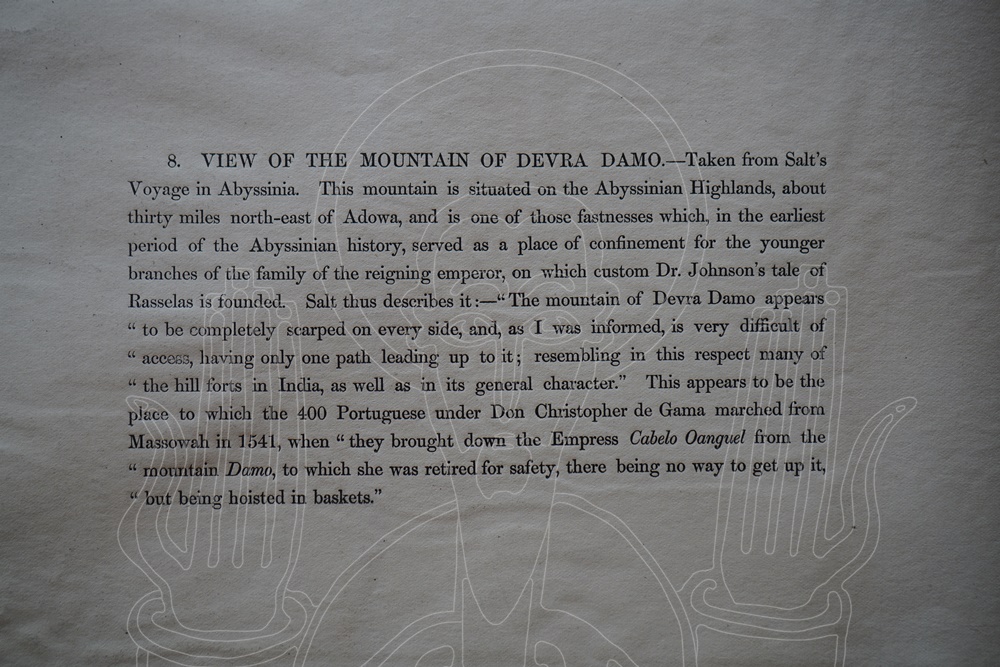 8. VIEW OF THE MOUNTAIN OF DEVRA DAMO.—Taken from Salt's
Voyage in Abyssinia. This mountain is situated on the Abyssinian Highlands, about
thirty miles north-east of Adowa, and is one of those fastnesses which, in the earliest
period of the Abyssinian history, served as a place of confinement for the younger
branches of the family of the reigning emperor, on which custom Dr. Johnson's tale of
Rasselas is founded. Salt thus describes it:—“The mountain of Devra Damo appears
“ to be completely scarped on every side, and, as I was informed, is very difficult of
“ access, having only one path leading up to it; resembling in this respect many of
“ the hill forts in India, as well as in its general character.” This appears to be the
place to which the 400 Portuguese under Don Christopher de Gama marched from
Massowah in 1541, when “they brought down the Empress Cabelo Oanguel from the
“ mountain Damo, to which she was retired for safety, there being no way to get up it,
“ but being hoisted in baskets.”